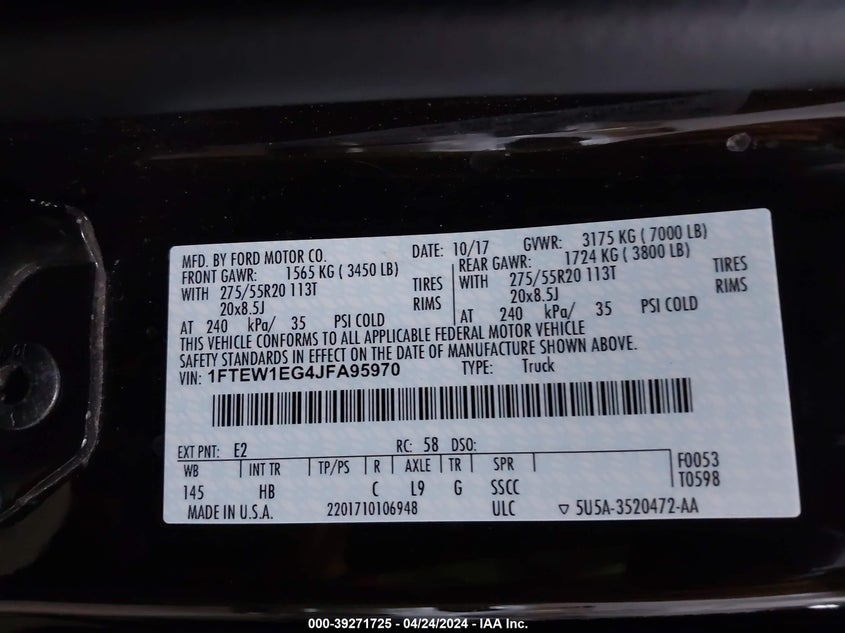 MFD. BY FORD MOTOR CO. DATE: 10/17 GVWR: 3175 KG ( 7000 LB)
FRONT GAWR: 1565 KG ( 3450 LB) REAR GAWR: 1724 KG ( 3800 LB)
WITH 275/55R20 113T TIRES WITH 275/55R20 113T TIRES
20x8.5J RIMS 20x8.5J RIMS
AT 240 kPa/ 35 PSI COLD AT 240 kPa/ 35 PSI COLD
THIS VEHICLE CONFORMS TO ALL APPLICABLE FEDERAL MOTOR VEHICLE
SAFETY STANDARDS IN EFFECT ON THE DATE OF MANUFACTURE SHOWN ABOVE.
VIN: 1FTEW1EG4JFA95970 TYPE: Truck
EXT PNT: E2 RC: 58 DSO:
WB INT TR TP/PS R AXLE TR SPR F0053
145 HB C L9 G SSCC T0598
MADE IN U.S.A. 2201710106948 ULC ▽ 5U5A-3520472-AA
000-39271725 - 04/24/2024 - IAA Inc.